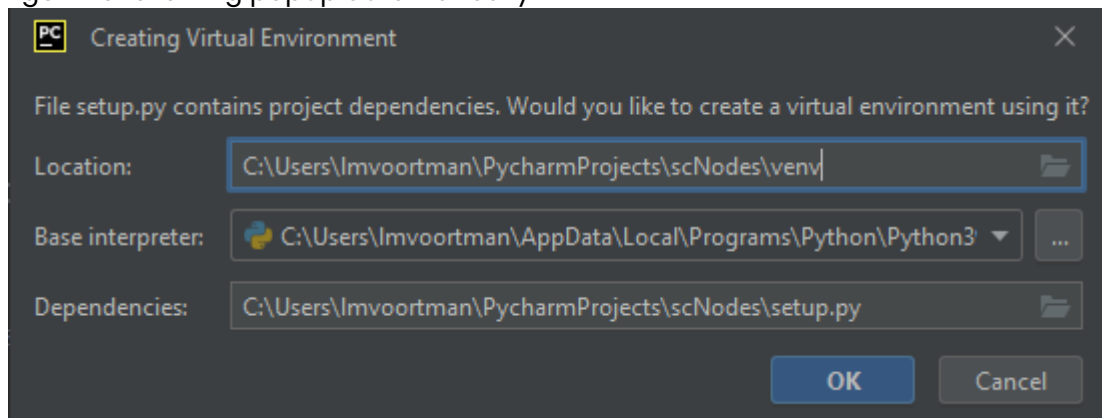 PC
Creating Virtual Environment
File setup.py contains project dependencies. Would you like to create a virtual environment using it?
Location: C:\Users\lmvoortman\PycharmProjects\scNodes\venv
Base interpreter: C:\Users\lmvoortman\AppData\Local\Programs\Python\Python3 ...
Dependencies: C:\Users\lmvoortman\PycharmProjects\scNodes\setup.py
OK Cancel